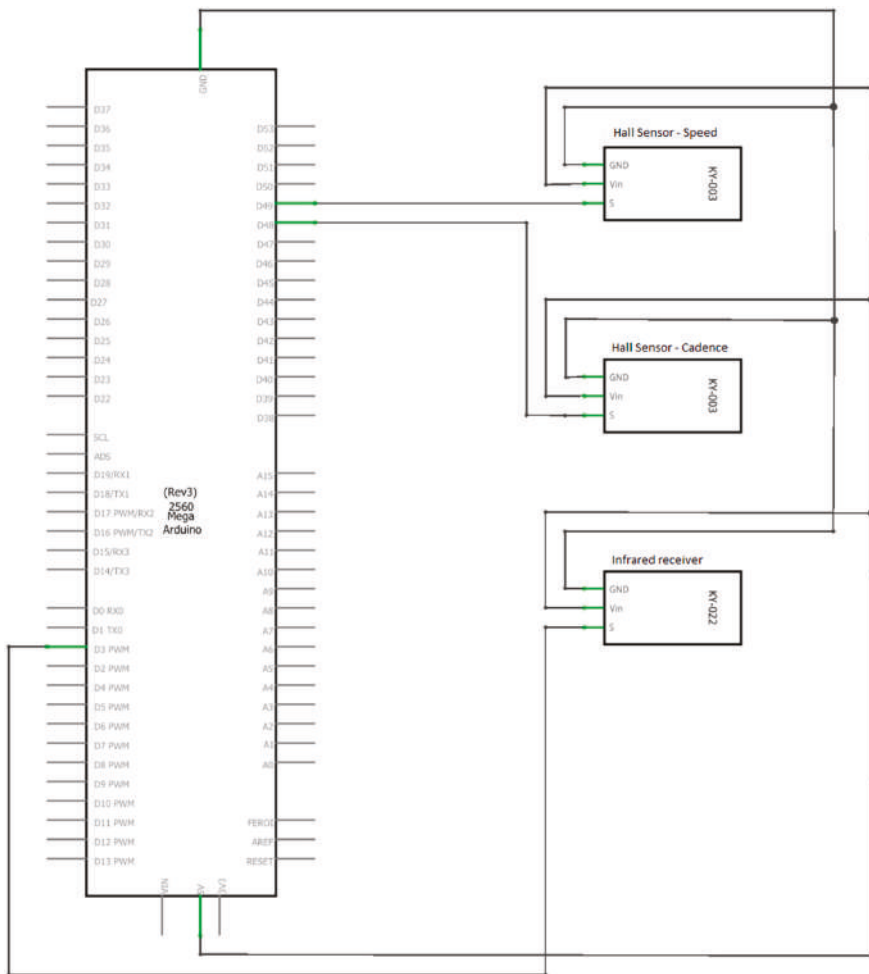 GND
D37
D36
D35
D34
D33
D32
D31
D30
D29
D28
D27
D26
D25
D24
D23
D22
SCL
ADS
D19/RX1
D18/TX1
D17 PWM/RX2
D16 PWM/TX2
D15/RX3
D14/TX3
D0 RX0
D1 TX0
D3 PWM
D2 PWM
D4 PWM
D5 PWM
D6 PWM
D7 PWM
D8 PWM
D9 PWM
D10 PWM
D11 PWM
D12 PWM
D13 PWM
(Rev3)
2560
Mega
Arduino
D53
D52
D51
D50
D49
D48
D47
D46
D45
D44
D43
D42
D41
D40
D39
D38
A15
A14
A13
A12
A11
A10
A9
A8
A7
A6
A5
A4
A3
A2
A1
A0
AREF
RESET
VIN
5V
3V3
Hall Sensor - Speed
GND
Vin
S
KY-003
Hall Sensor - Cadence
GND
Vin
S
KY-003
Infrared receiver
GND
Vin
S
KY-022